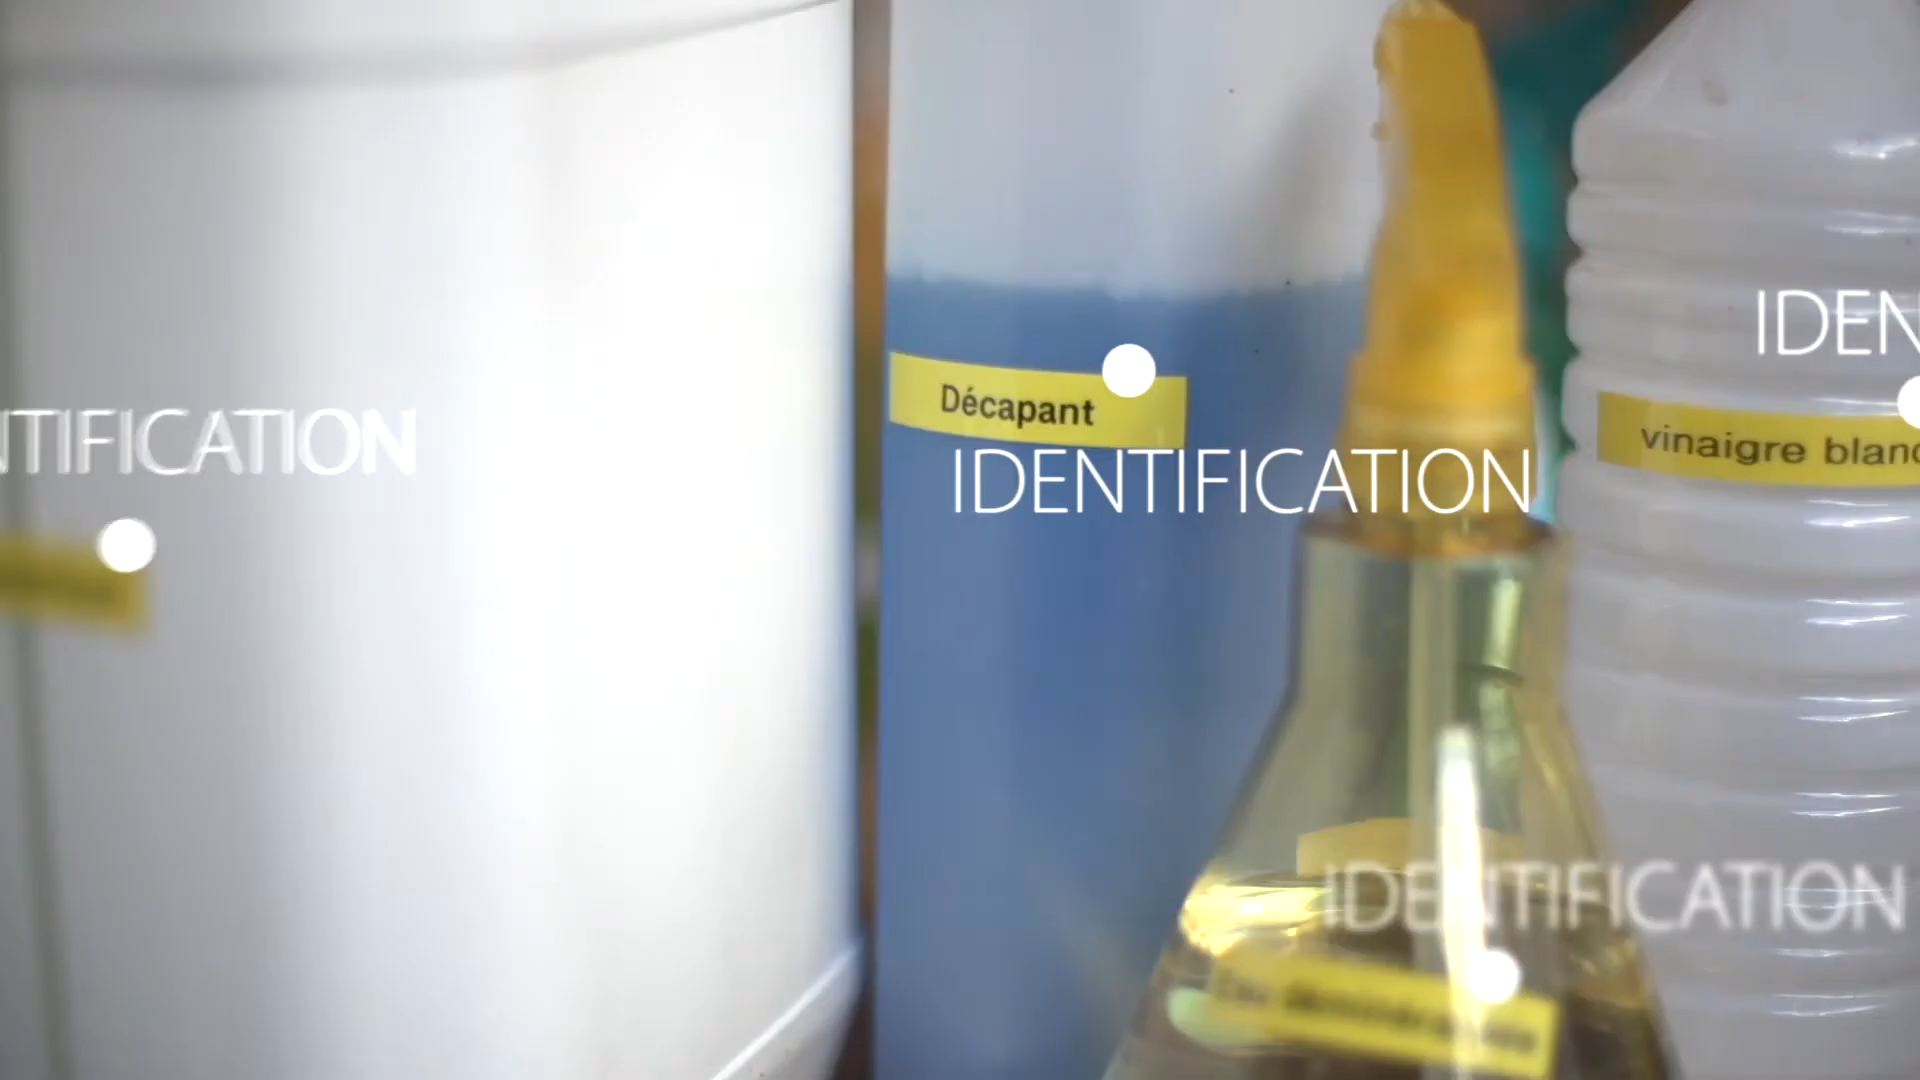 NTIFICATION
Décapant
IDENTIFICATION
IDEN
vinaigre blanc
IDENTIFICATION